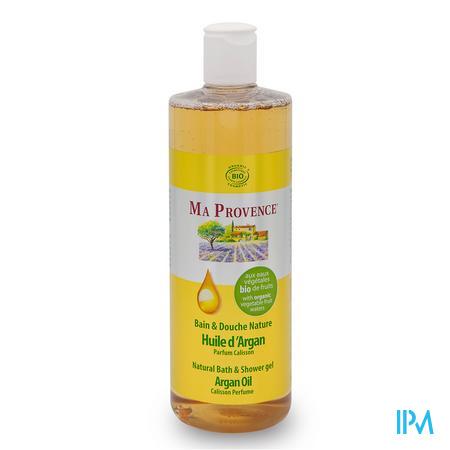 BIO
MA PROVENCE
aux eaux
végétales
bio de fruits
with organic
vegetable fruit
waters
Bain & Douche Nature
Huile d'Argan
Parfum Calisson
Natural Bath & Shower gel
Argan Oil
Calisson Perfume
IPM